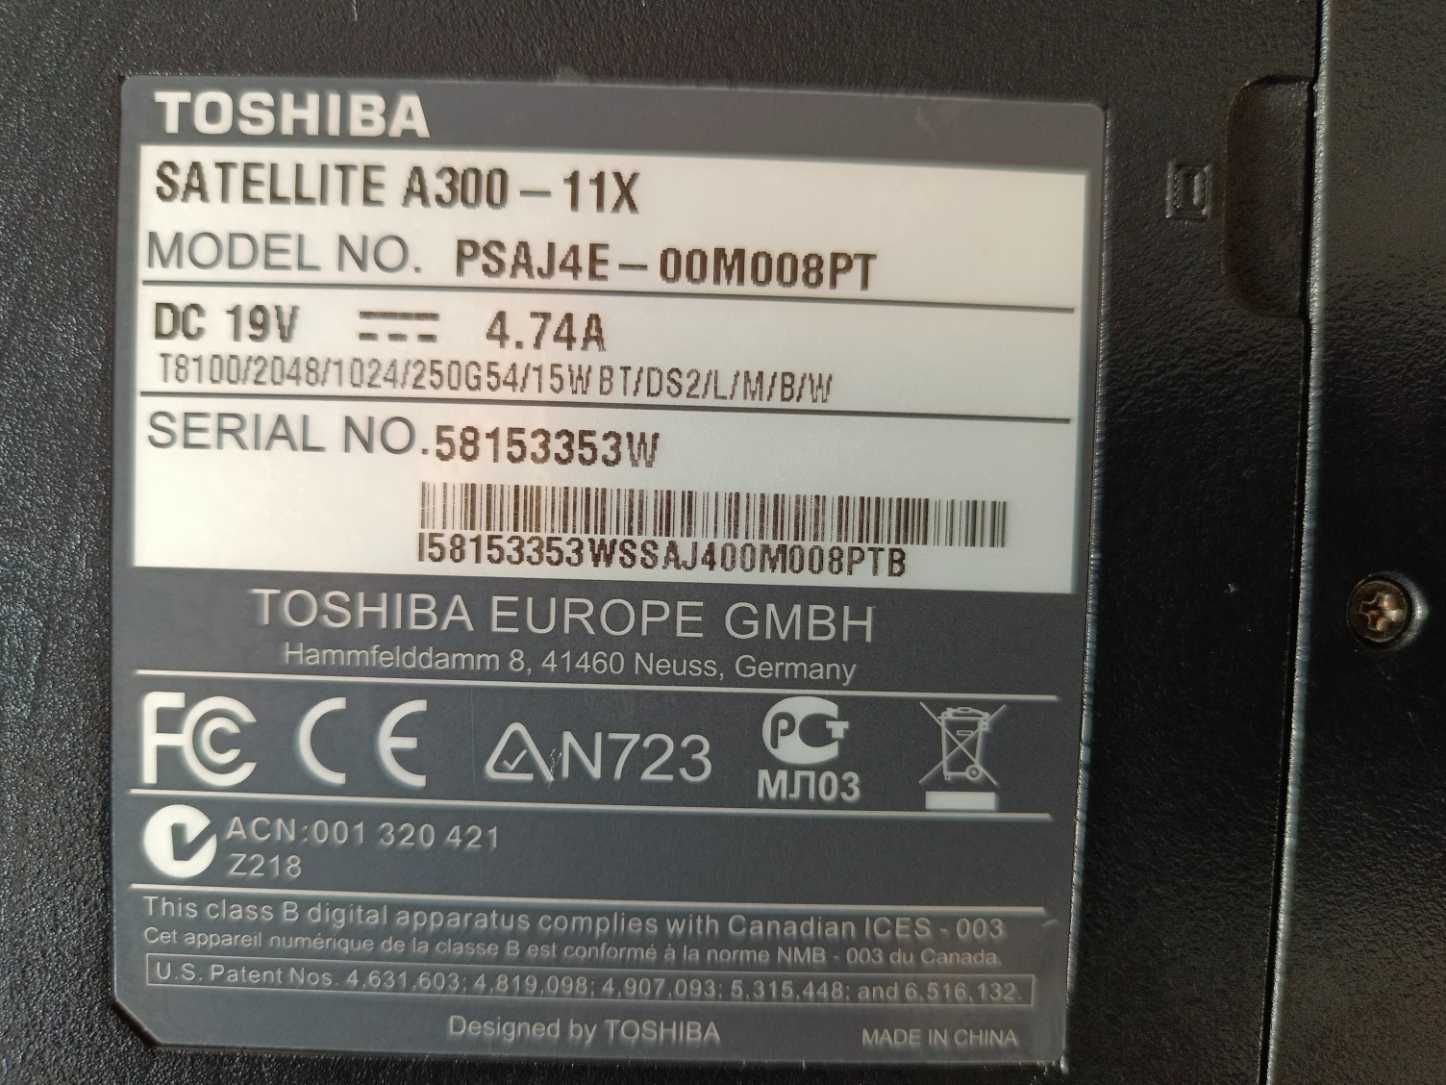 TOSHIBA
SATELLITE A300-11X
MODEL NO. PSAJ4E-00M008PT
DC 19V ⎓ 4.74A
T8100/2048/1024/250G54/15W BT/DS2/L/M/B/W
SERIAL NO. 58153353W
I58153353WSSAJ400M008PTB
TOSHIBA EUROPE GMBH
Hammfelddamm 8, 41460 Neuss, Germany
FC CE N723 РСТ
МЛ03
ACN:001 320 421
Z218
This class B digital apparatus complies with Canadian ICES - 003
Cet appareil numérique de la classe B est conformé à la norme NMB - 003 du Canada.
U.S. Patent Nos. 4,631,603; 4,819,098; 4,907,093; 5,315,448; and 6,516,132.
Designed by TOSHIBA
MADE IN CHINA